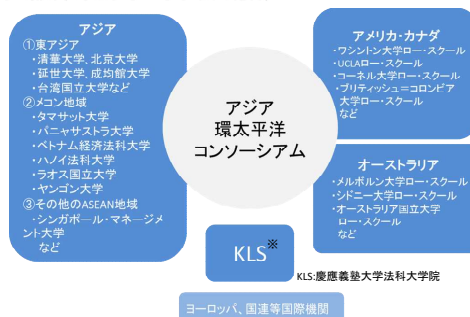 アジア
①東アジア
・清華大学、北京大学
・延世大学、成均館大学
・台湾国立大学など
②メコン地域
・タマサット大学
・パニャサストラ大学
・ベトナム経済法科大学
・ハノイ法科大学
・ラオス国立大学
・ヤンゴン大学
③その他のASEAN地域
・シンガポール・マネージメ
ント大学
など
アジア
環太平洋
コンソーシアム
アメリカ・カナダ
・ワシントン大学ロー・スクール
・UCLAロー・スクール
・コーネル大学ロー・スクール
・ブリティッシュ＝コロンビア
大学ロー・スクール
など
オーストラリア
・メルボルン大学ロー・スクール
・シドニー大学ロー・スクール
・オーストラリア国立大学
ロー・スクール
など
KLS※
KLS:慶應義塾大学法科大学院
ヨーロッパ、国連等国際機関